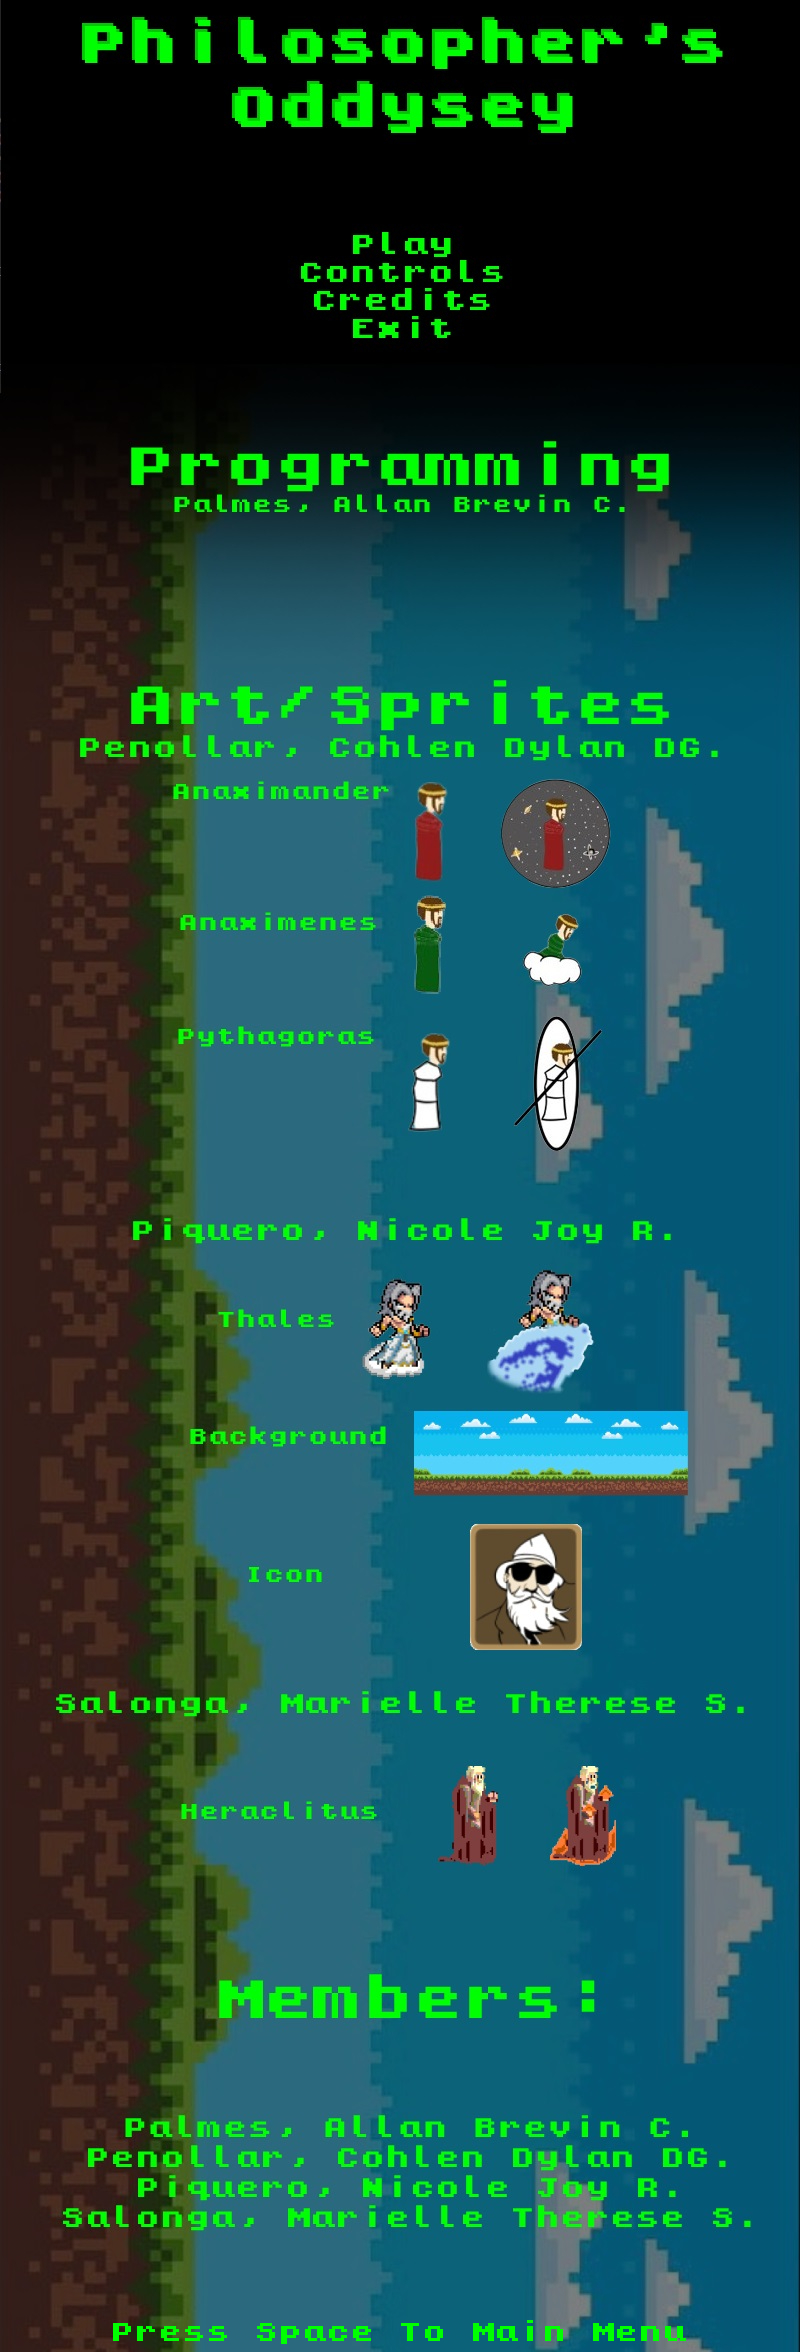 Philosopher's
Oddysey
Play
Controls
Credits
Exit
Programming
Palmes, Allan Brevin C.
Art/Sprites
Penollar, Cohlen Dylan DG.
Anaximander
Anaximenes
Pythagoras
Piquero, Nicole Joy R.
Thales
Background
Icon
Salonga, Marielle Therese S.
Heraclitus
Members:
Palmes, Allan Brevin C.
Penollar, Cohlen Dylan DG.
Piquero, Nicole Joy R.
Salonga, Marielle Therese S.
Press Space To Main Menu